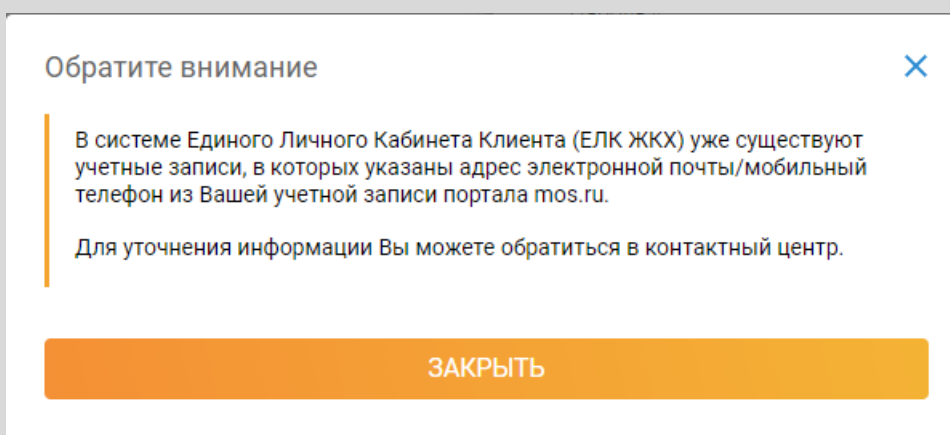 Обратите внимание
В системе Единого Личного Кабинета Клиента (ЕЛК ЖКХ) уже существуют
учетные записи, в которых указаны адрес электронной почты/мобильный
телефон из Вашей учетной записи портала mos.ru.
Для уточнения информации Вы можете обратиться в контактный центр.
ЗАКРЫТЬ